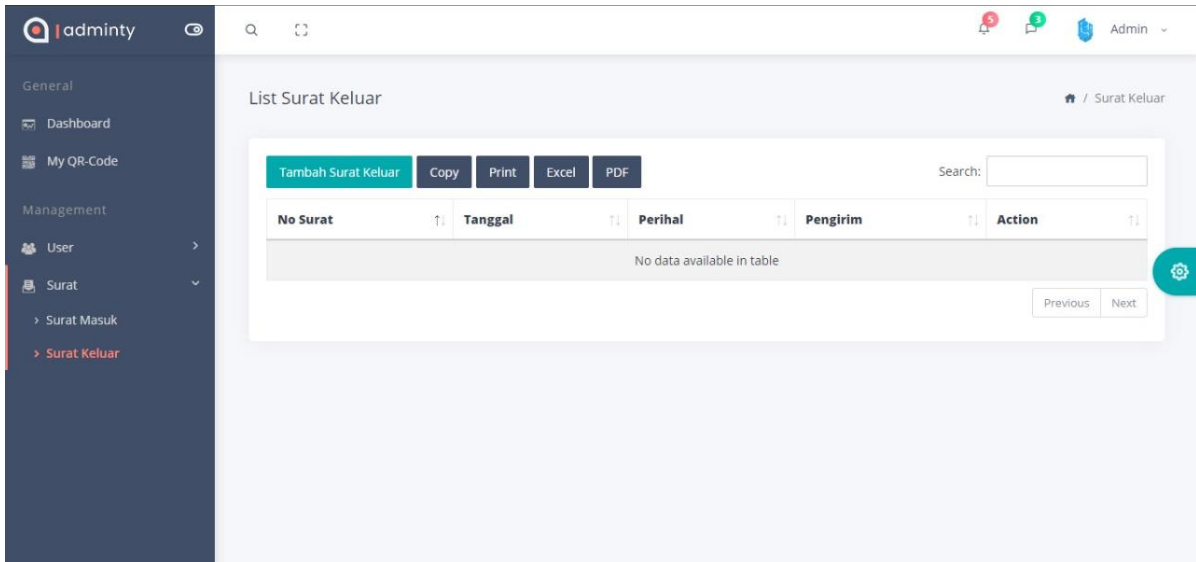 adminty
5
3
Admin
General
Dashboard
My QR-Code
Management
User
Surat
Surat Masuk
Surat Keluar
List Surat Keluar
/ Surat Keluar
Tambah Surat Keluar Copy Print Excel PDF Search:
No Surat Tanggal Perihal Pengirim Action
No data available in table
Previous Next